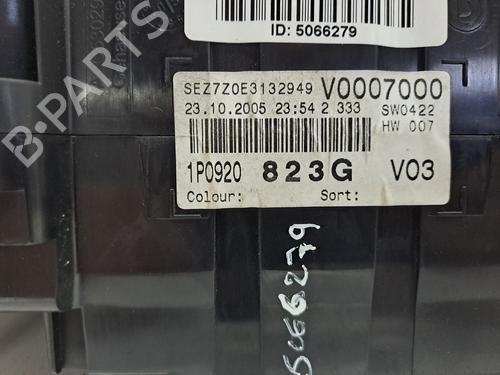 ID: 5066279
SEZ7Z0E3132949 V0007000
23.10.2005 23:54 2 333 SW0422
HW 007
1P0920 823G V03
Colour: Sort:
5066279
B-PARTS